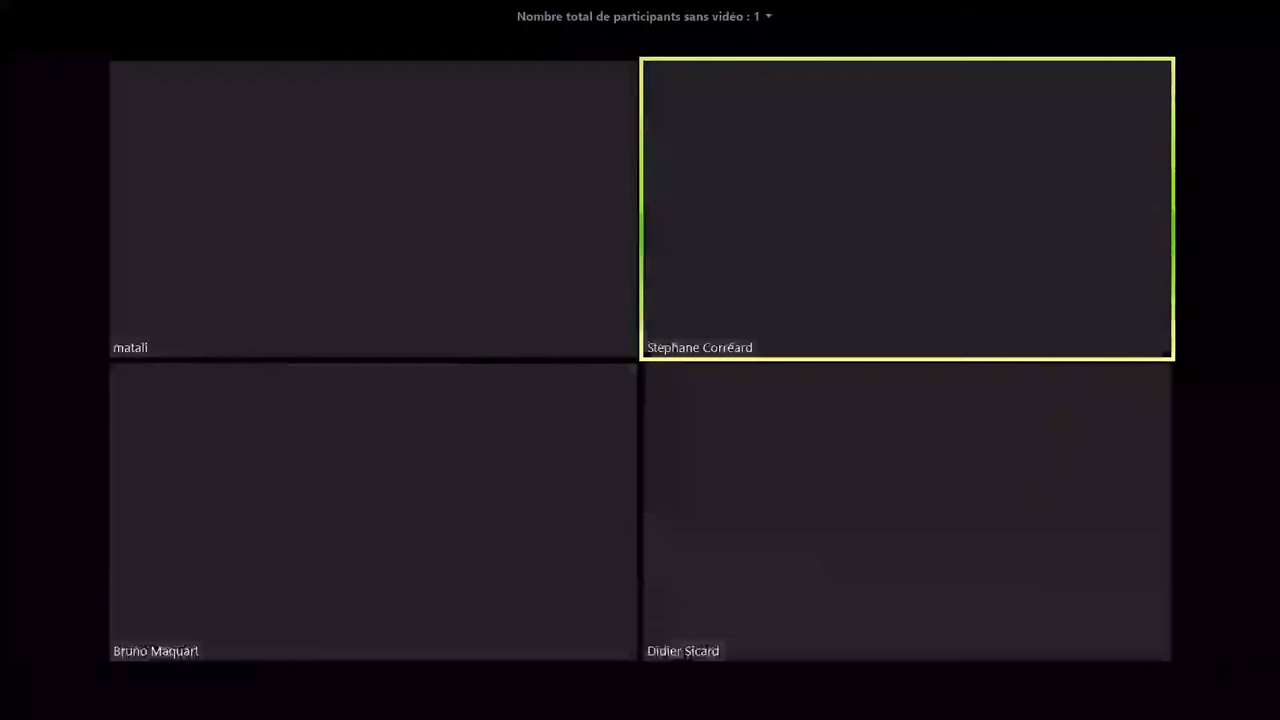 Nombre total de participants sans vidéo : 1
matali
Stephane Corréard
Bruno Maquart
Didier Sicard